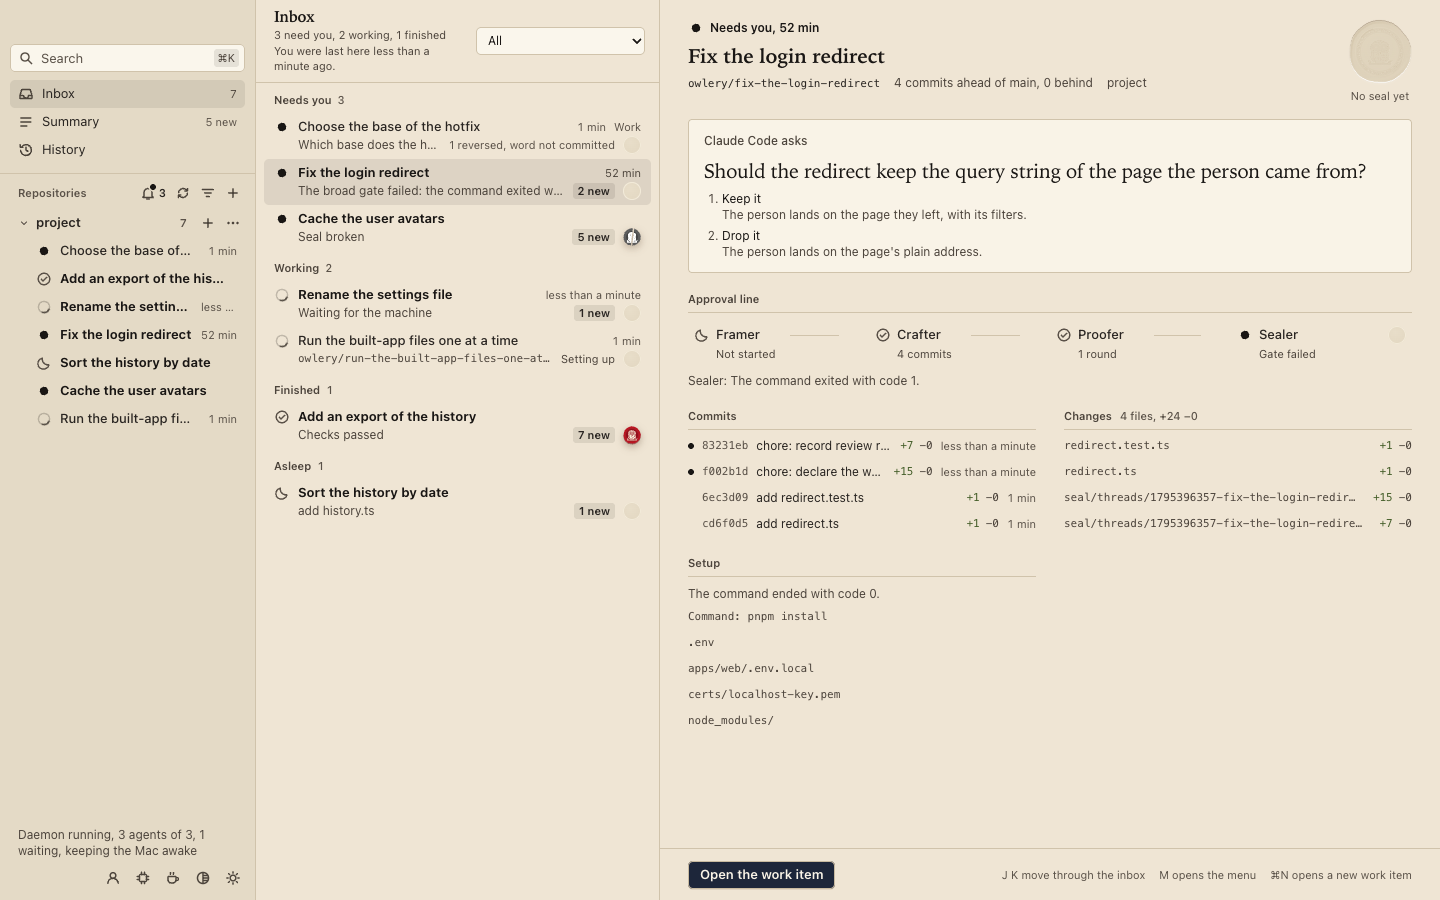 Search
⌘K
Inbox
7
Summary
5 new
History
Repositories
3
project
7
Choose the base of...
1 min
Add an export of the his...
Rename the settin...
less ...
Fix the login redirect
52 min
Sort the history by date
Cache the user avatars
Run the built-app fi...
1 min
Daemon running, 3 agents of 3, 1
waiting, keeping the Mac awake
Inbox
3 need you, 2 working, 1 finished
You were last here less than a
minute ago.
All
Needs you 3
Choose the base of the hotfix
1 min Work
Which base does the h...
1 reversed, word not committed
Fix the login redirect
52 min
The broad gate failed: the command exited w...
2 new
Cache the user avatars
Seal broken
5 new
Working 2
Rename the settings file
less than a minute
Waiting for the machine
1 new
Run the built-app files one at a time
1 min
owlery/run-the-built-app-files-one-at...
Setting up
Finished 1
Add an export of the history
Checks passed
7 new
Asleep 1
Sort the history by date
add history.ts
1 new
Needs you, 52 min
Fix the login redirect
owlery/fix-the-login-redirect 4 commits ahead of main, 0 behind project
No seal yet
Claude Code asks
Should the redirect keep the query string of the page the person came from?
1. Keep it
The person lands on the page they left, with its filters.
2. Drop it
The person lands on the page's plain address.
Approval line
Framer
Not started
Crafter
4 commits
Proofer
1 round
Sealer
Gate failed
Sealer: The command exited with code 1.
Commits
83231eb chore: record review r... +7 −0 less than a minute
f002b1d chore: declare the w... +15 −0 less than a minute
6ec3d09 add redirect.test.ts +1 −0 1 min
cd6f0d5 add redirect.ts +1 −0 1 min
Changes 4 files, +24 −0
redirect.test.ts +1 −0
redirect.ts +1 −0
seal/threads/1795396357-fix-the-login-redir... +15 −0
seal/threads/1795396357-fix-the-login-redire... +7 −0
Setup
The command ended with code 0.
Command: pnpm install
.env
apps/web/.env.local
certs/localhost-key.pem
node_modules/
Open the work item
J K move through the inbox M opens the menu ⌘N opens a new work item